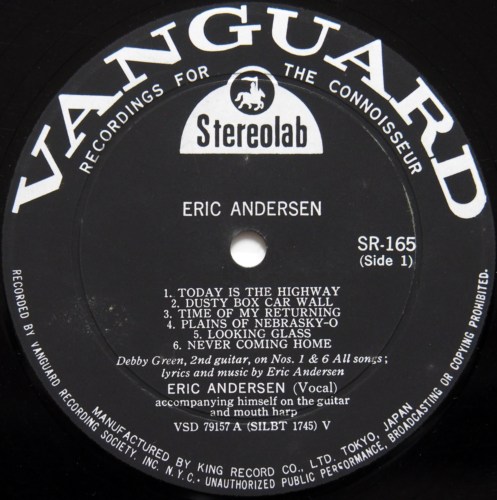 VANGUARD
RECORDINGS FOR THE CONNOISSEUR
Stereolab
ERIC ANDERSEN
SR-165
(Side 1)
1. TODAY IS THE HIGHWAY
2. DUSTY BOX CAR WALL
3. TIME OF MY RETURNING
4. PLAINS OF NEBRASKY-O
5. LOOKING GLASS
6. NEVER COMING HOME
Debby Green, 2nd guitar, on Nos. 1 & 6 All songs;
lyrics and music by Eric Andersen
ERIC ANDERSEN (Vocal)
accompanying himself on the guitar
and mouth harp
VSD 79157 A (SILBT 1745) V
RECORDED BY VANGUARD RECORDING SOCIETY, INC. N.Y.C.· UNAUTHORIZED PUBLIC PERFORMANCE, BROADCASTING OR COPYING PROHIBITED.
MANUFACTURED BY KING RECORD CO., LTD. TOKYO, JAPAN